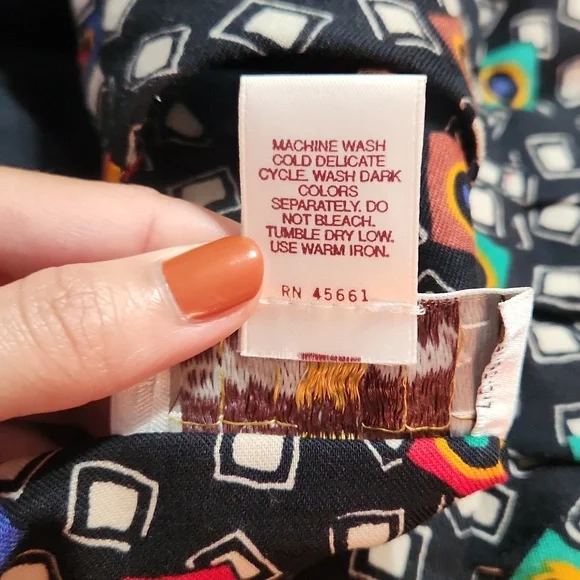 MACHINE WASH
COLD DELICATE
CYCLE. WASH DARK
COLORS
SEPARATELY. DO
NOT BLEACH.
TUMBLE DRY LOW.
USE WARM IRON.
RN 45661